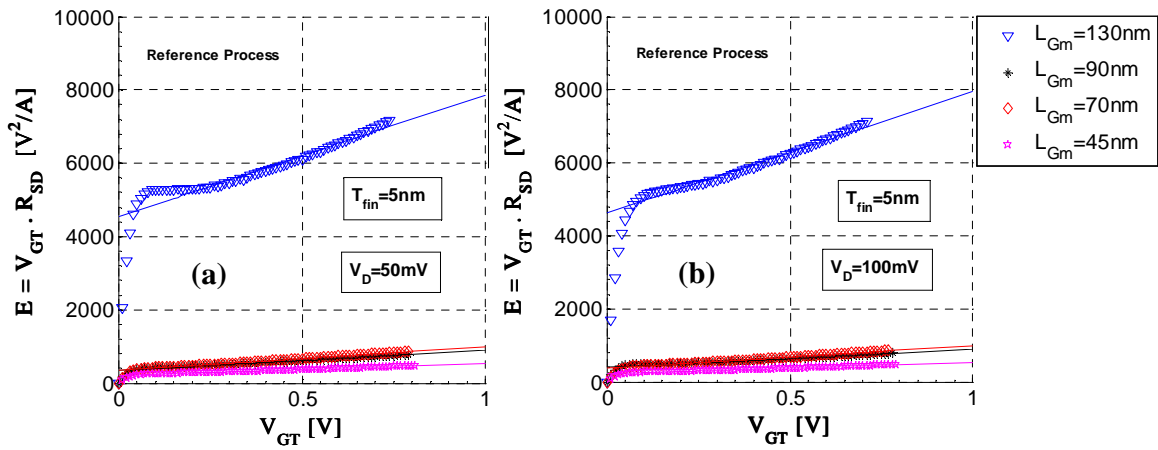 10000
8000
6000
4000
2000
0
E = V_GT · R_SD [V²/A]
Reference Process
T_fin=5nm
V_D=50mV
(a)
0 0.5 1
V_GT [V]
10000
8000
6000
4000
2000
0
E = V_GT · R_SD [V²/A]
Reference Process
T_fin=5nm
V_D=100mV
(b)
0 0.5 1
V_GT [V]
L_Gm=130nm
L_Gm=90nm
L_Gm=70nm
L_Gm=45nm